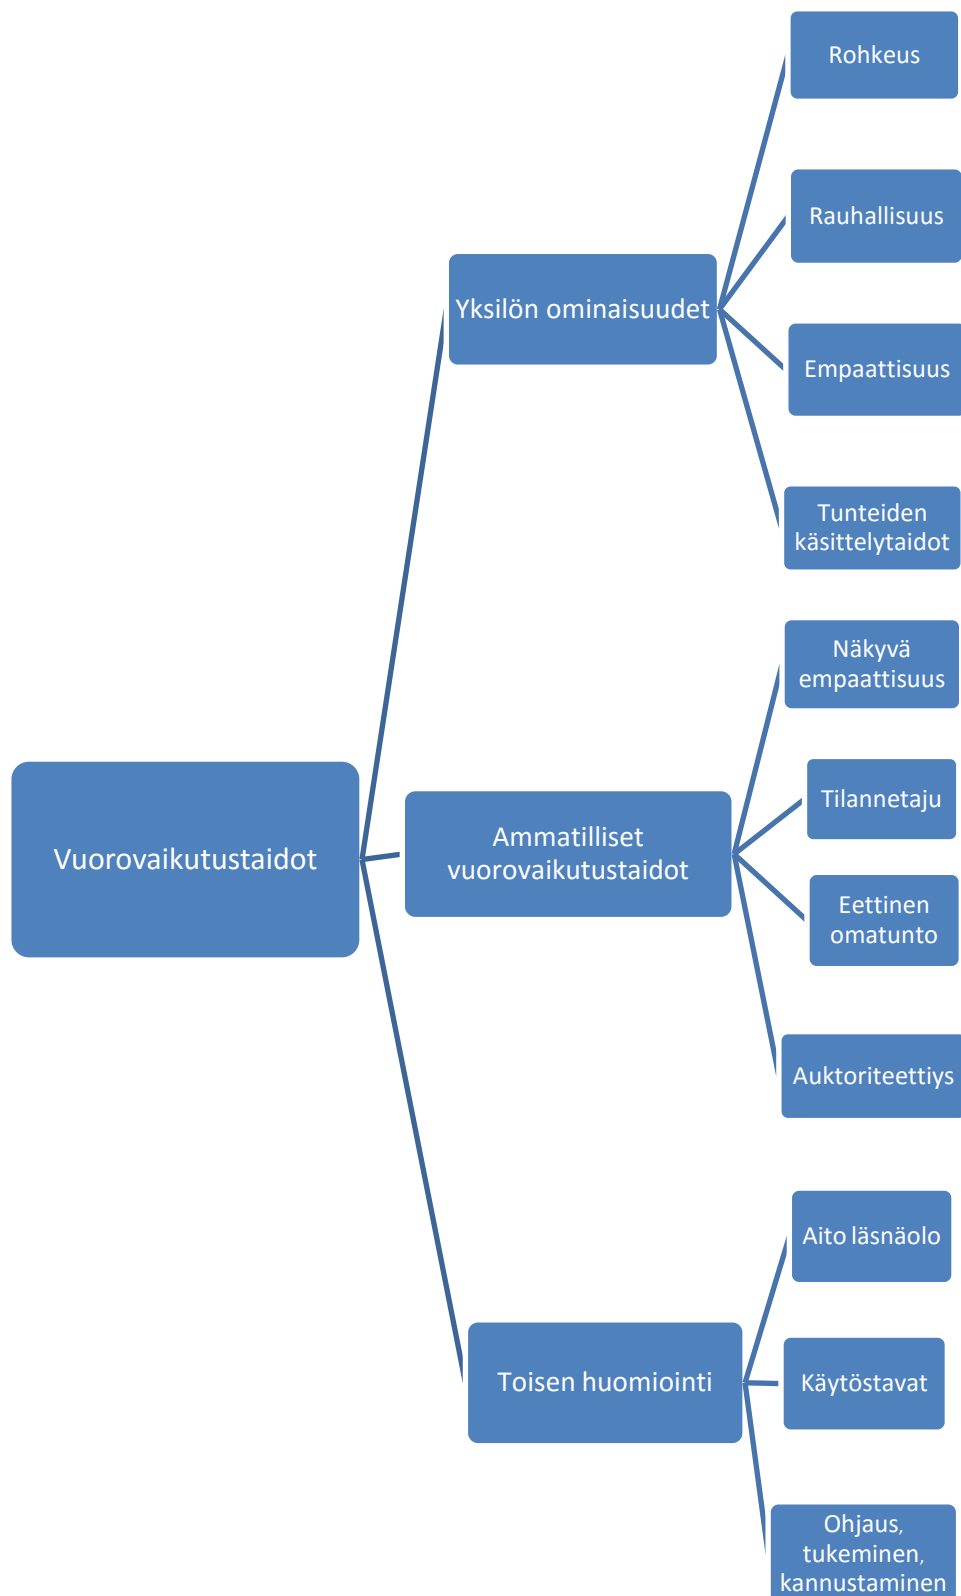 Rohkeus
Rauhallisuus
Yksilön ominaisuudet
Empaattisuus
Tunteiden
käsittelytaidot
Näkyvä
empaattisuus
Tilannetaju
Vuorovaikutustaidot
Ammatilliset
vuorovaikutustaidot
Eettinen
omatunto
Auktoriteettiys
Aito läsnäolo
Toisen huomiointi
Käytöstavat
Ohjaus,
tukeminen,
kannustaminen